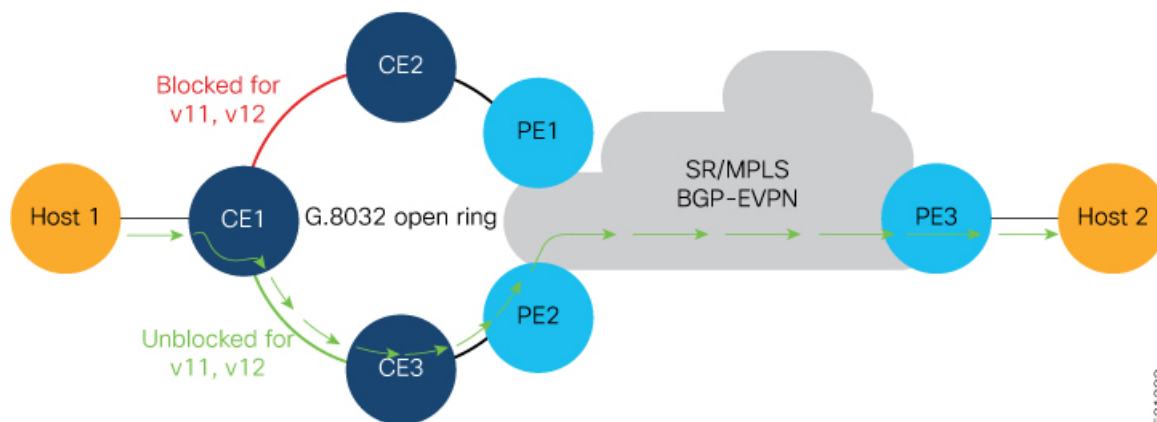 CE2
Blocked for
v11, v12
PE1
SR/MPLS
BGP-EVPN
Host 1
CE1
G.8032 open ring
PE3
Host 2
PE2
Unblocked for
v11, v12
CE3